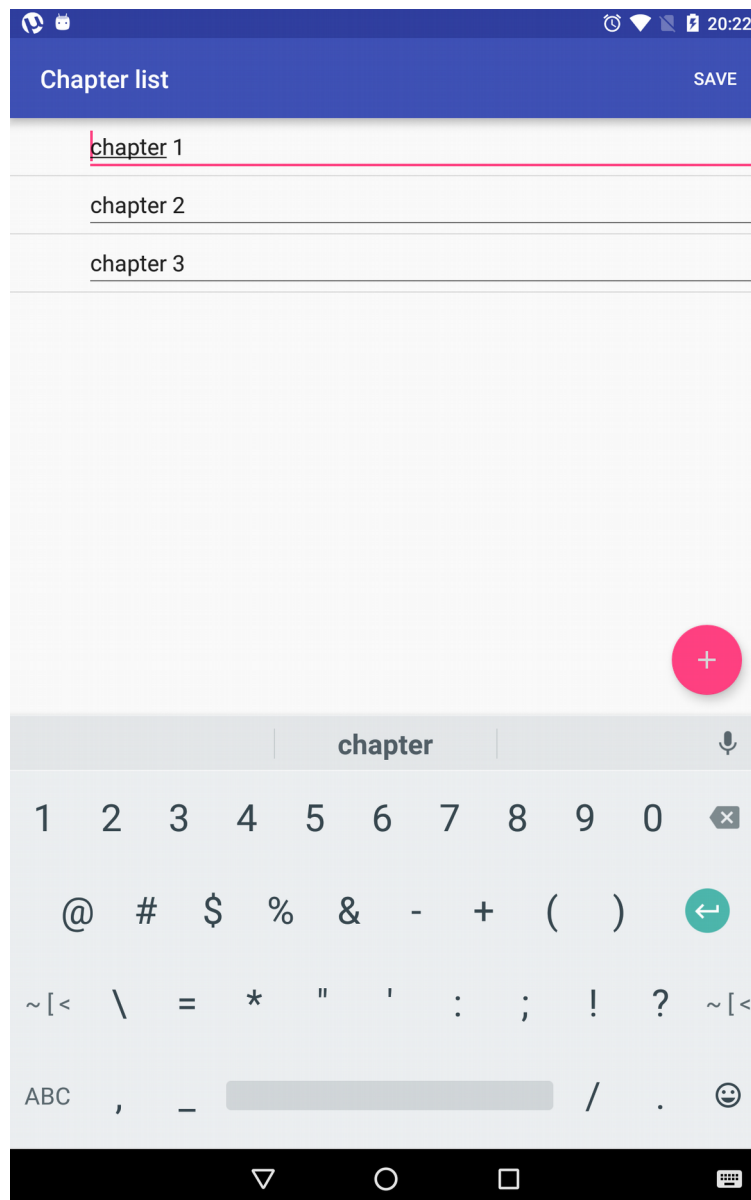 20:22
Chapter list SAVE
chapter 1
chapter 2
chapter 3
+
chapter
1 2 3 4 5 6 7 8 9 0
@ # $ % & - + ( )
~ [ < \ = * " ' : ; ! ? ~ [ <
ABC , _ / .